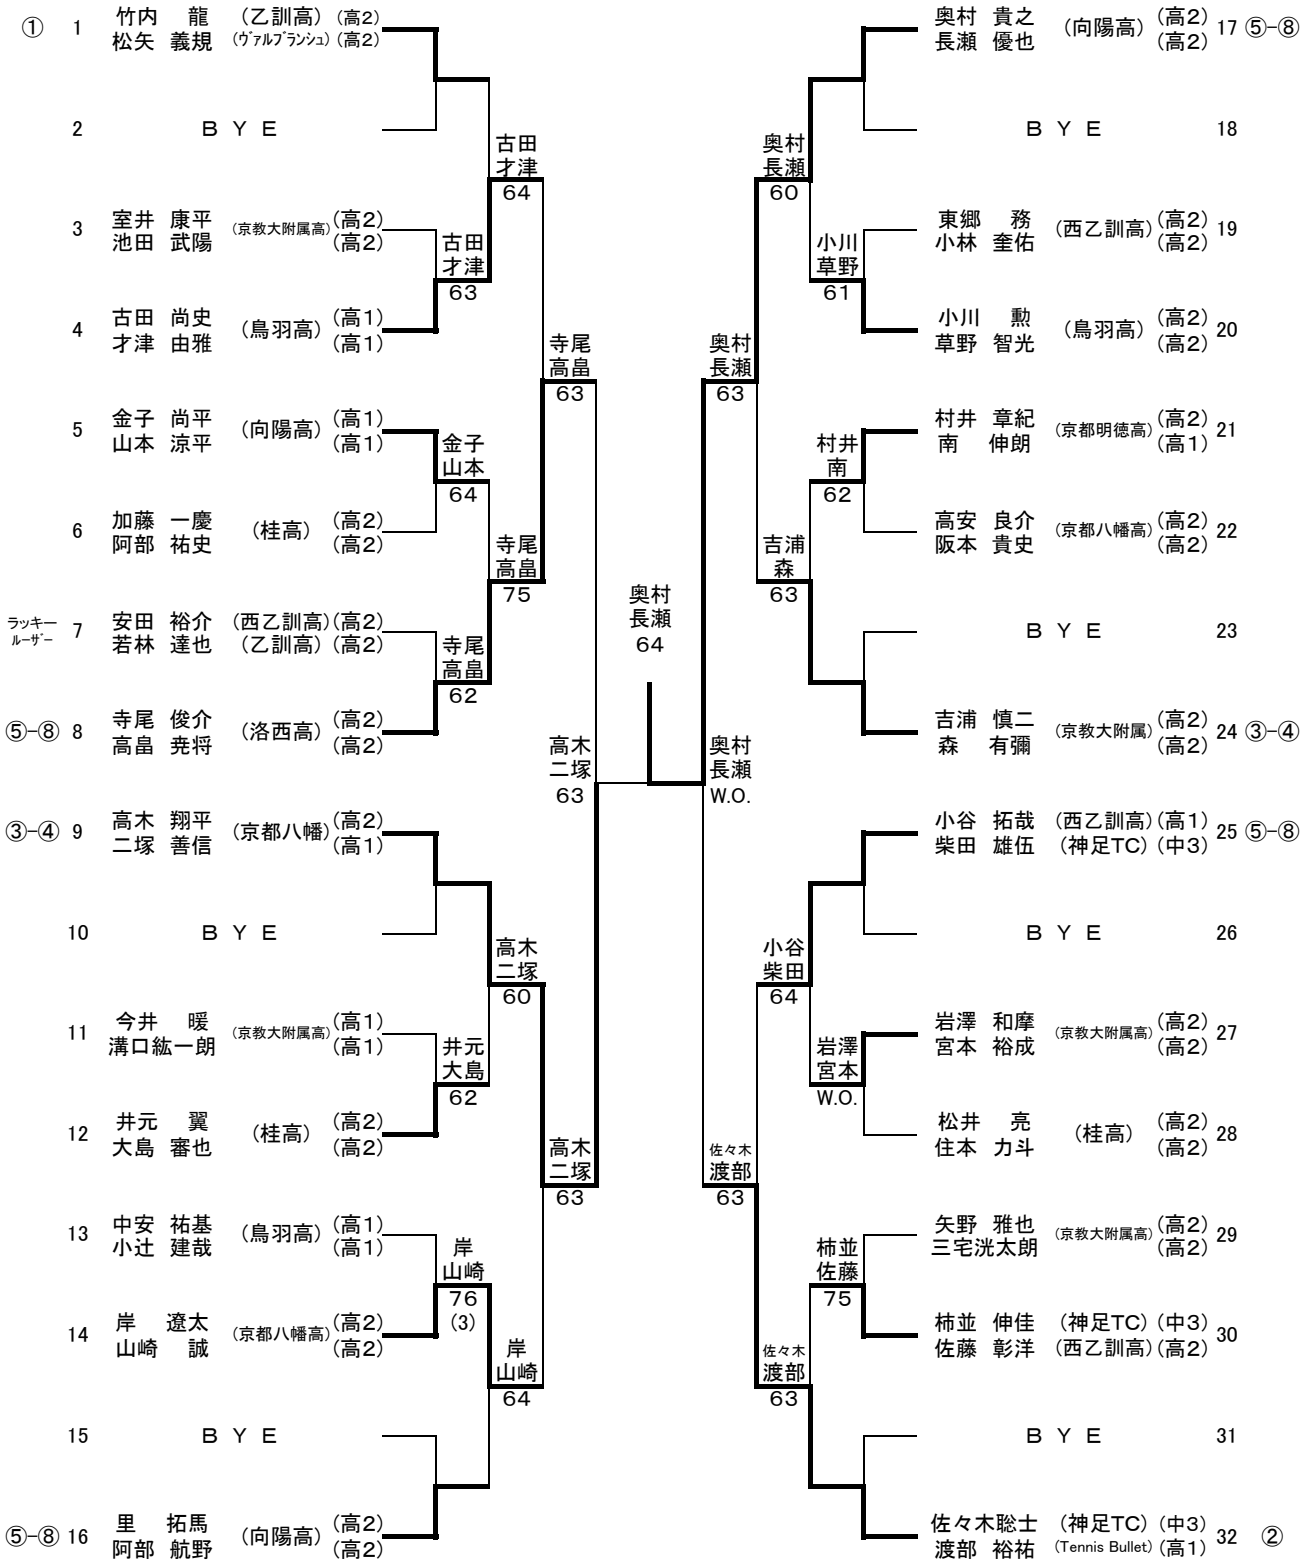 ① 1 竹内 龍 (乙訓高) (高2)
松矢 義規 (ヴァルブランシュ) (高2)
2 BYE
3 室井 康平 (京教大附属高) (高2)
池田 武陽 (高2)
4 古田 尚史 (鳥羽高) (高1)
才津 由雅 (高1)
5 金子 尚平 (向陽高) (高1)
山本 涼平 (高1)
6 加藤 一慶 (桂高) (高2)
阿部 祐史 (高2)
ラッキー
ルーザー
7 安田 裕介 (西乙訓高) (高2)
若林 達也 (乙訓高) (高2)
⑤-⑧ 8 寺尾 俊介 (洛西高) (高2)
高畠 尭将 (高2)
③-④ 9 高木 翔平 (京都八幡) (高2)
二塚 善信 (高1)
10 BYE
11 今井 暖 (京教大附属高) (高1)
溝口紘一朗 (高1)
12 井元 翼 (桂高) (高2)
大島 審也 (高2)
13 中安 祐基 (鳥羽高) (高1)
小辻 建哉 (高1)
14 岸 遼太 (京都八幡高) (高2)
山崎 誠 (高2)
15 BYE
⑤-⑧ 16 里 拓馬 (向陽高) (高2)
阿部 航野 (高2)
古田
才津
63
金子
山本
64
寺尾
高畠
62
井元
大島
62
岸
山崎
76
(3)
古田
才津
64
寺尾
高畠
75
高木
二塚
60
岸
山崎
64
寺尾
高畠
63
高木
二塚
63
高木
二塚
63
奥村
長瀬
64
奥村
長瀬
W.O.
奥村
長瀬
63
佐々木
渡部
63
奥村
長瀬
60
吉浦
森
63
小谷
柴田
64
佐々木
渡部
63
小川
草野
61
村井
南
62
岩澤
宮本
W.O.
柿並
佐藤
75
奥村 貴之 (向陽高) (高2) 17 ⑤-⑧
長瀬 優也 (高2)
BYE 18
東郷 務 (西乙訓高) (高2) 19
小林 奎佑 (高2)
小川 勲 (鳥羽高) (高2) 20
草野 智光 (高2)
村井 章紀 (京都明徳高) (高2) 21
南 伸朗 (高1)
高安 良介 (京都八幡高) (高2) 22
阪本 貴史 (高2)
BYE 23
吉浦 慎二 (京教大附属) (高2) 24 ③-④
森 有彌 (高2)
小谷 拓哉 (西乙訓高) (高1) 25 ⑤-⑧
柴田 雄伍 (神足TC) (中3)
BYE 26
岩澤 和摩 (京教大附属高) (高2) 27
宮本 裕成 (高2)
松井 亮 (桂高) (高2) 28
住本 力斗 (高2)
矢野 雅也 (京教大附属高) (高2) 29
三宅洸太朗 (高2)
柿並 伸佳 (神足TC) (中3) 30
佐藤 彰洋 (西乙訓高) (高2)
BYE 31
佐々木聡士 (神足TC) (中3) 32 ②
渡部 裕祐 (Tennis Bullet) (高1)